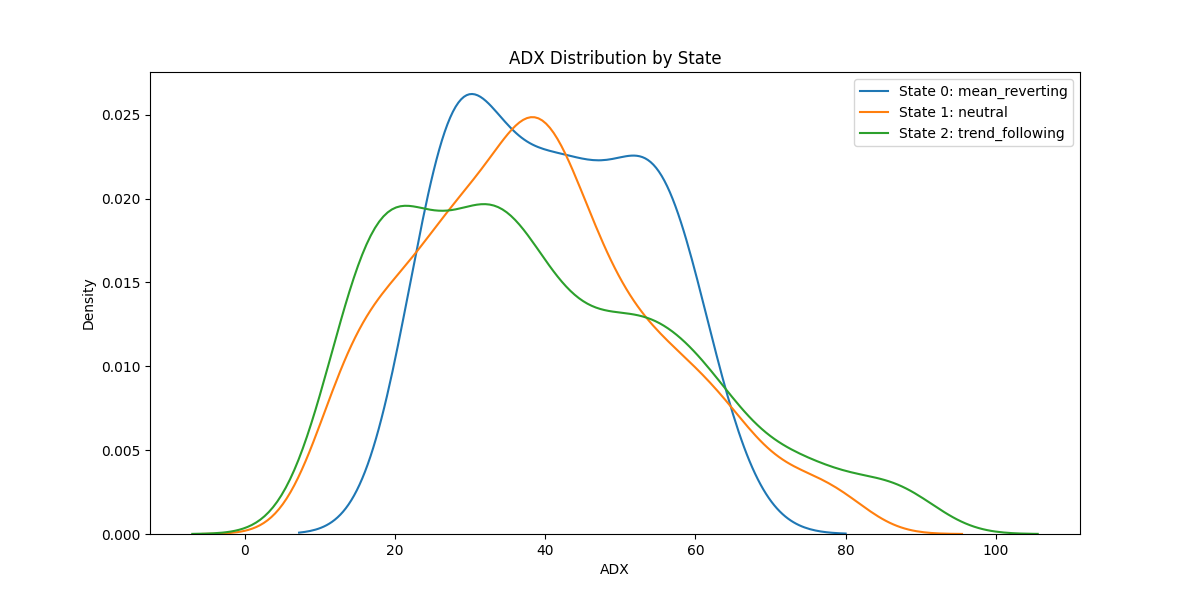 ADX Distribution by State
State 0: mean_reverting
State 1: neutral
State 2: trend_following
Density
0.025
0.020
0.015
0.010
0.005
0.000
0 20 40 60 80 100
ADX